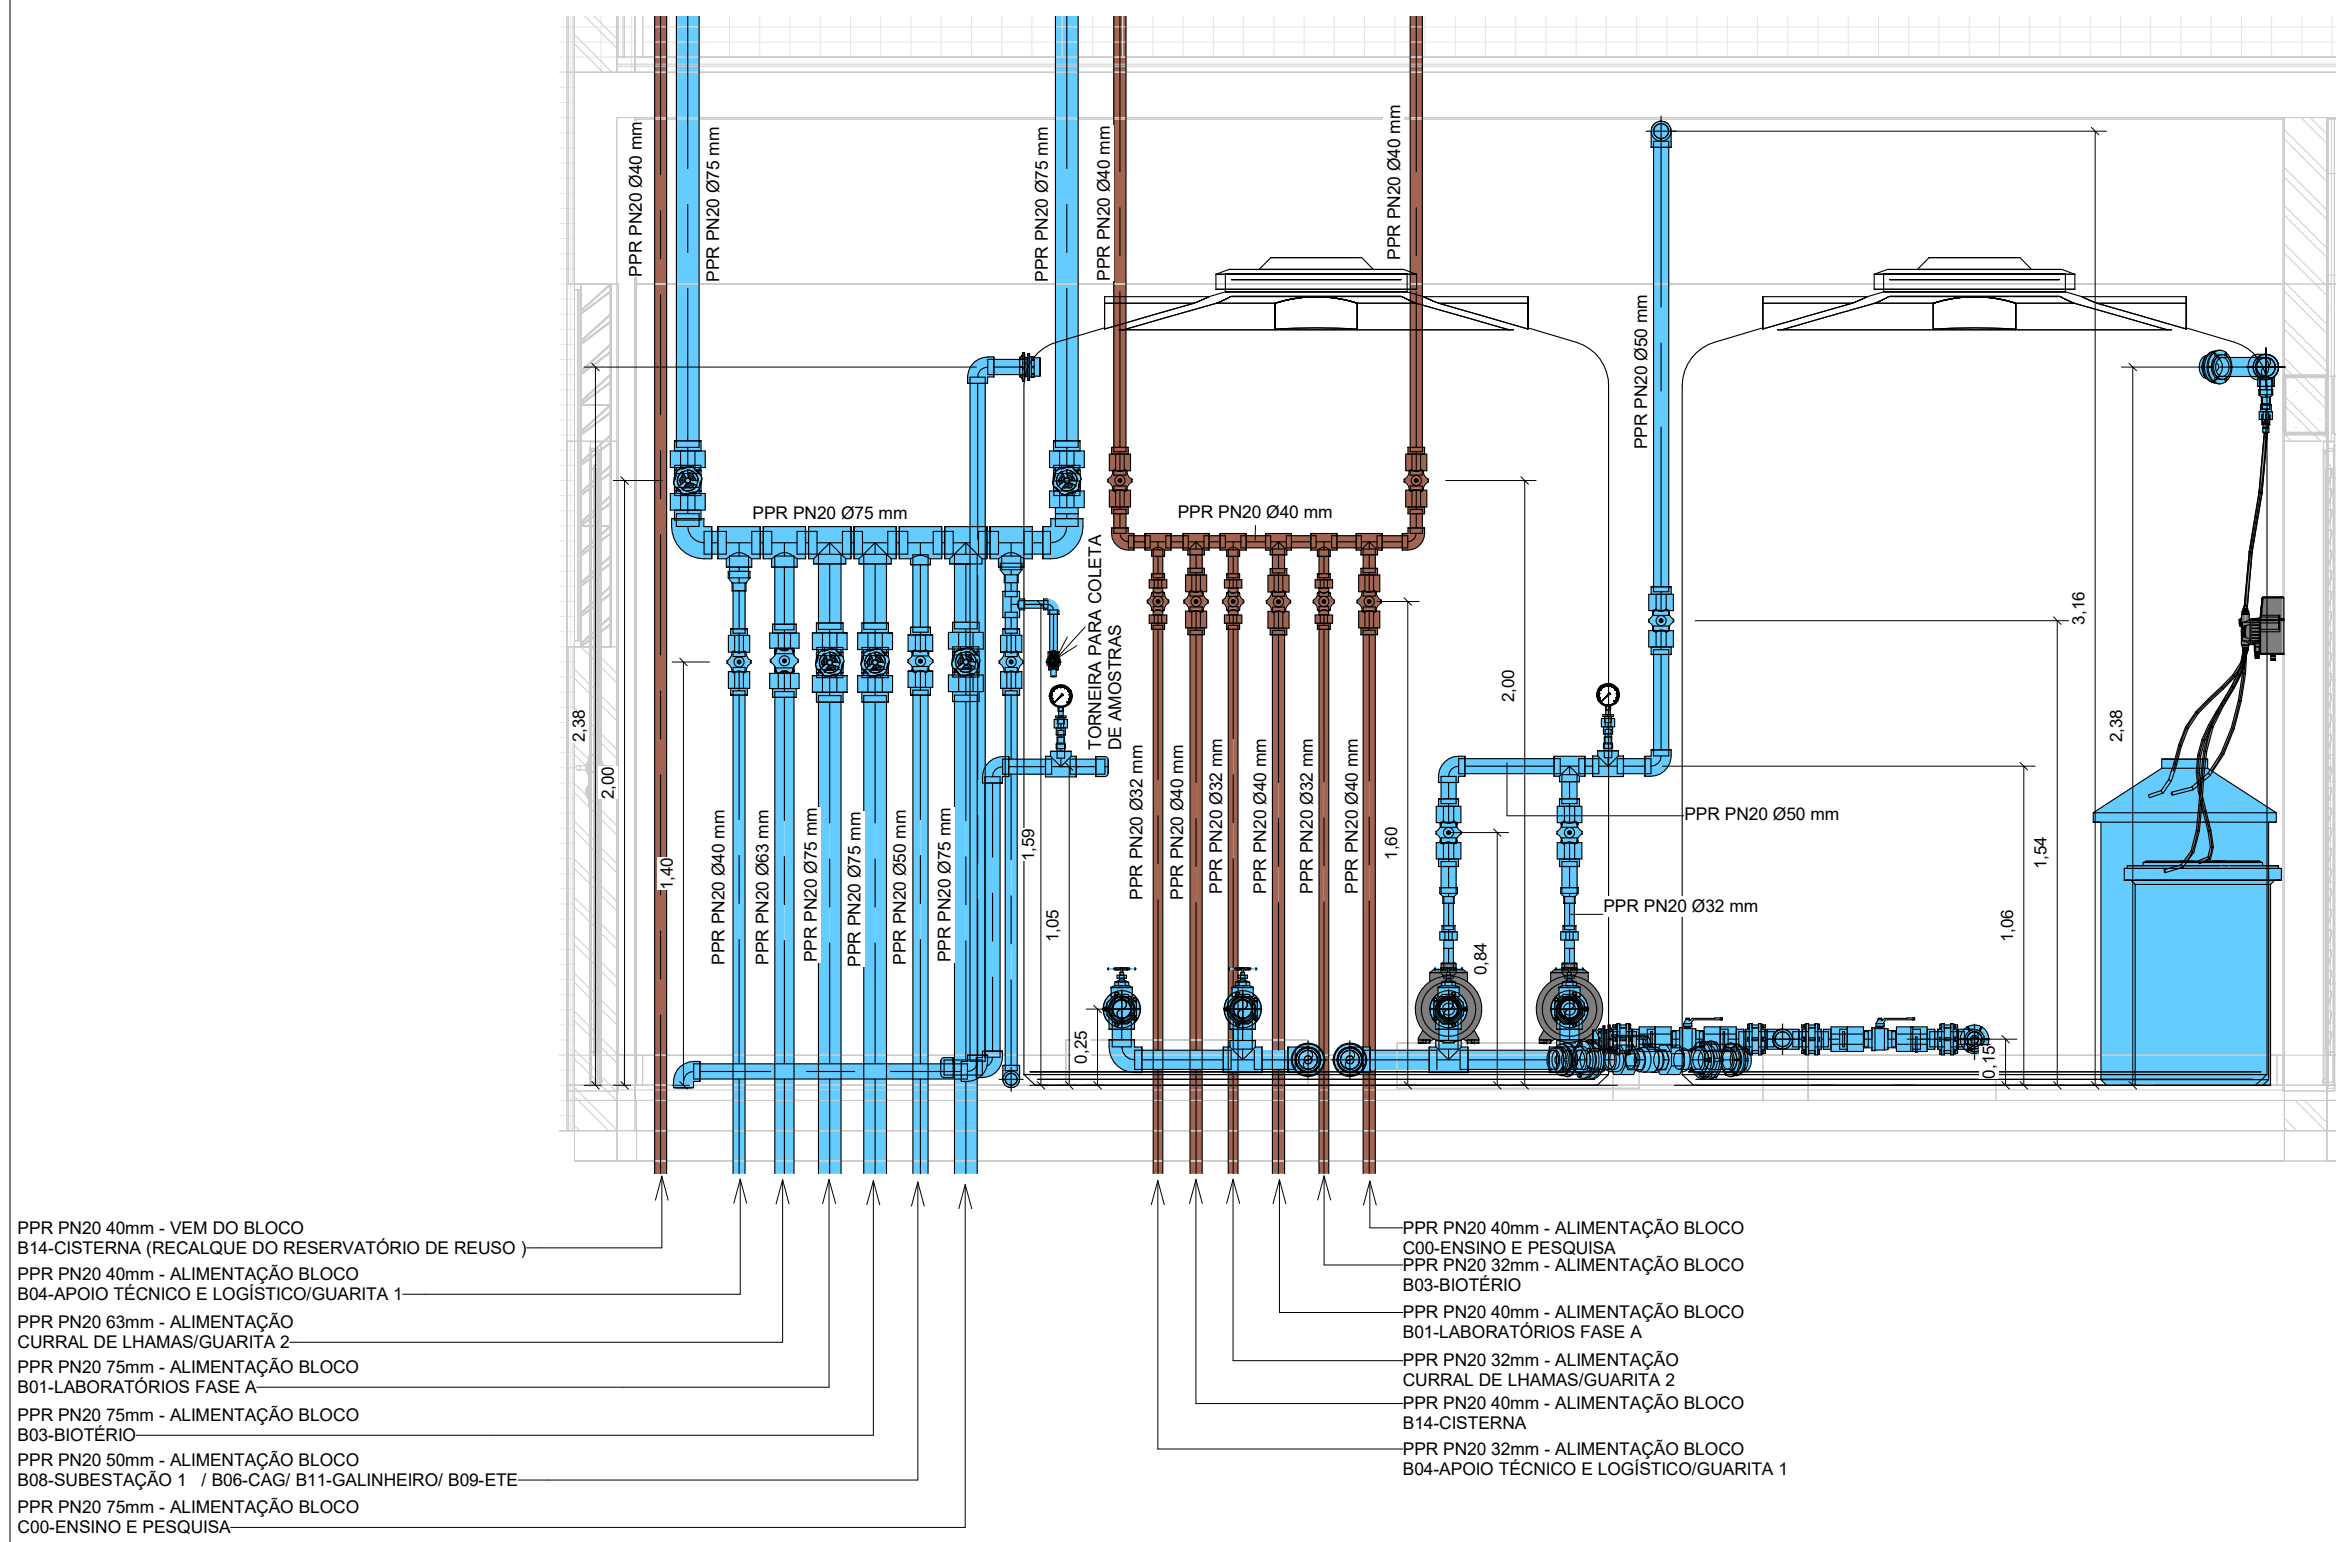 PPR PN20 Ø40 mm
PPR PN20 Ø75 mm
PPR PN20 Ø75 mm
PPR PN20 Ø40 mm
PPR PN20 Ø40 mm
PPR PN20 Ø50 mm
PPR PN20 Ø75 mm
PPR PN20 Ø40 mm
TORNEIRA PARA COLETA
DE AMOSTRAS
2,38
2,00
1,40
PPR PN20 Ø40 mm
PPR PN20 Ø63 mm
PPR PN20 Ø75 mm
PPR PN20 Ø75 mm
PPR PN20 Ø50 mm
PPR PN20 Ø75 mm
1,59
1,05
0,25
PPR PN20 Ø32 mm
PPR PN20 Ø40 mm
PPR PN20 Ø32 mm
PPR PN20 Ø40 mm
PPR PN20 Ø32 mm
PPR PN20 Ø40 mm
1,60
2,00
0,84
PPR PN20 Ø50 mm
PPR PN20 Ø32 mm
3,16
2,38
1,54
1,06
0,15
PPR PN20 40mm - VEM DO BLOCO
B14-CISTERNA (RECALQUE DO RESERVATÓRIO DE REUSO )
PPR PN20 40mm - ALIMENTAÇÃO BLOCO
B04-APOIO TÉCNICO E LOGÍSTICO/GUARITA 1
PPR PN20 63mm - ALIMENTAÇÃO
CURRAL DE LHAMAS/GUARITA 2
PPR PN20 75mm - ALIMENTAÇÃO BLOCO
B01-LABORATÓRIOS FASE A
PPR PN20 75mm - ALIMENTAÇÃO BLOCO
B03-BIOTÉRIO
PPR PN20 50mm - ALIMENTAÇÃO BLOCO
B08-SUBESTAÇÃO 1 / B06-CAG/ B11-GALINHEIRO/ B09-ETE
PPR PN20 75mm - ALIMENTAÇÃO BLOCO
C00-ENSINO E PESQUISA
PPR PN20 40mm - ALIMENTAÇÃO BLOCO
C00-ENSINO E PESQUISA
PPR PN20 32mm - ALIMENTAÇÃO BLOCO
B03-BIOTÉRIO
PPR PN20 40mm - ALIMENTAÇÃO BLOCO
B01-LABORATÓRIOS FASE A
PPR PN20 32mm - ALIMENTAÇÃO
CURRAL DE LHAMAS/GUARITA 2
PPR PN20 40mm - ALIMENTAÇÃO BLOCO
B14-CISTERNA
PPR PN20 32mm - ALIMENTAÇÃO BLOCO
B04-APOIO TÉCNICO E LOGÍSTICO/GUARITA 1